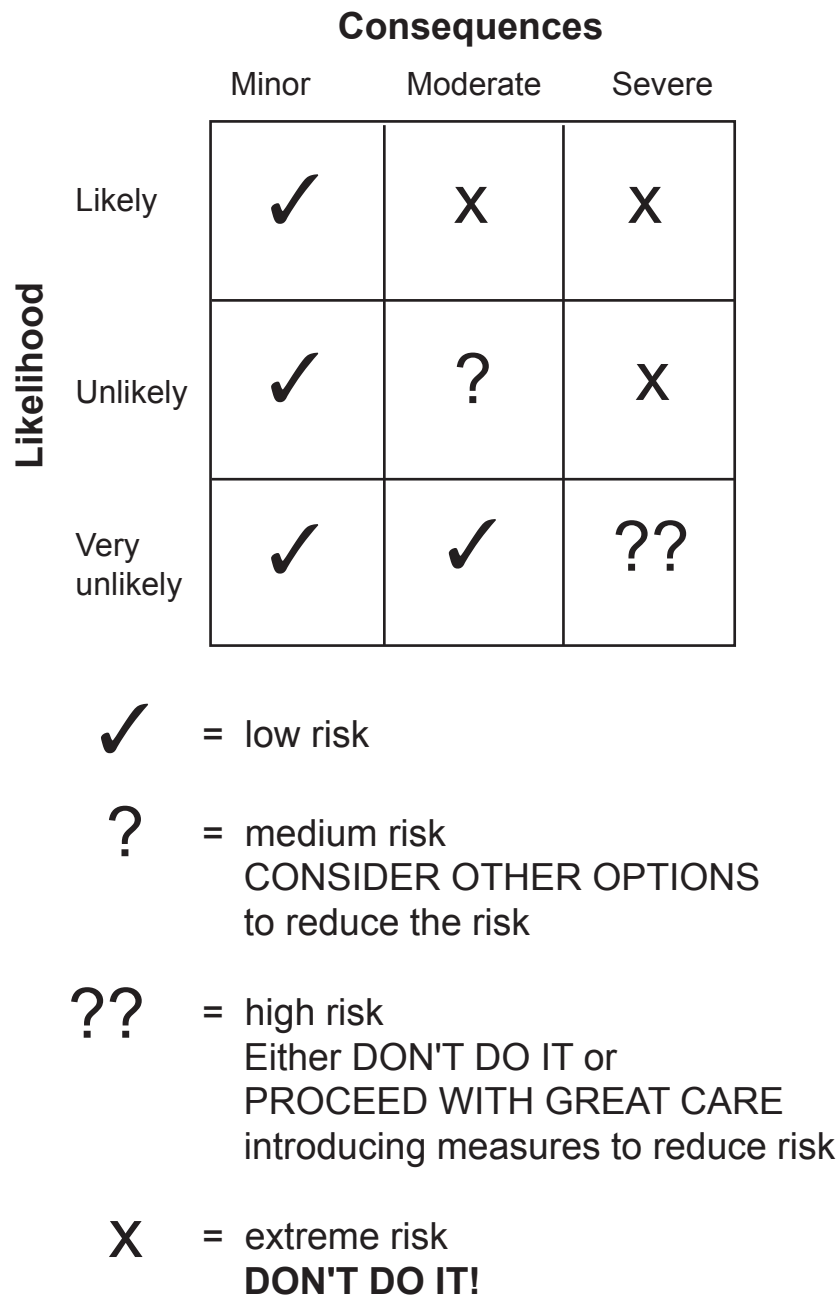 Consequences
Minor Moderate Severe
Likelihood
Likely ✓ x x
Unlikely ✓ ? x
Very
unlikely ✓ ✓ ??
✓ = low risk
? = medium risk
CONSIDER OTHER OPTIONS
to reduce the risk
?? = high risk
Either DON'T DO IT or
PROCEED WITH GREAT CARE
introducing measures to reduce risk
x = extreme risk
DON'T DO IT!